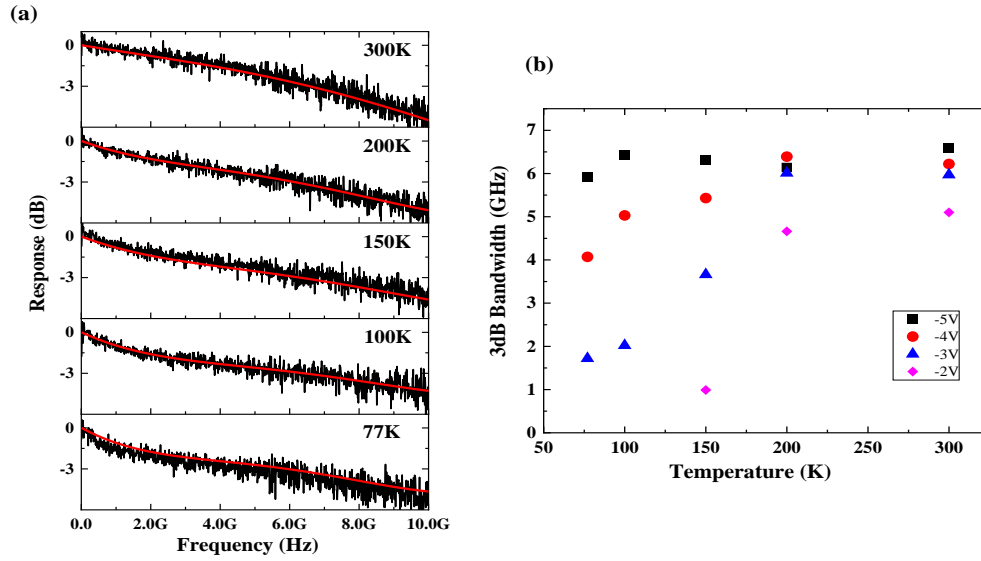 (a)
0
-3
300K
0
-3
200K
0
-3
150K
0
-3
100K
0
-3
77K
Response (dB)
0.0 2.0G 4.0G 6.0G 8.0G 10.0G
Frequency (Hz)
(b)
7
6
5
4
3
2
1
0
3dB Bandwidth (GHz)
-5V
-4V
-3V
-2V
50 100 150 200 250 300
Temperature (K)